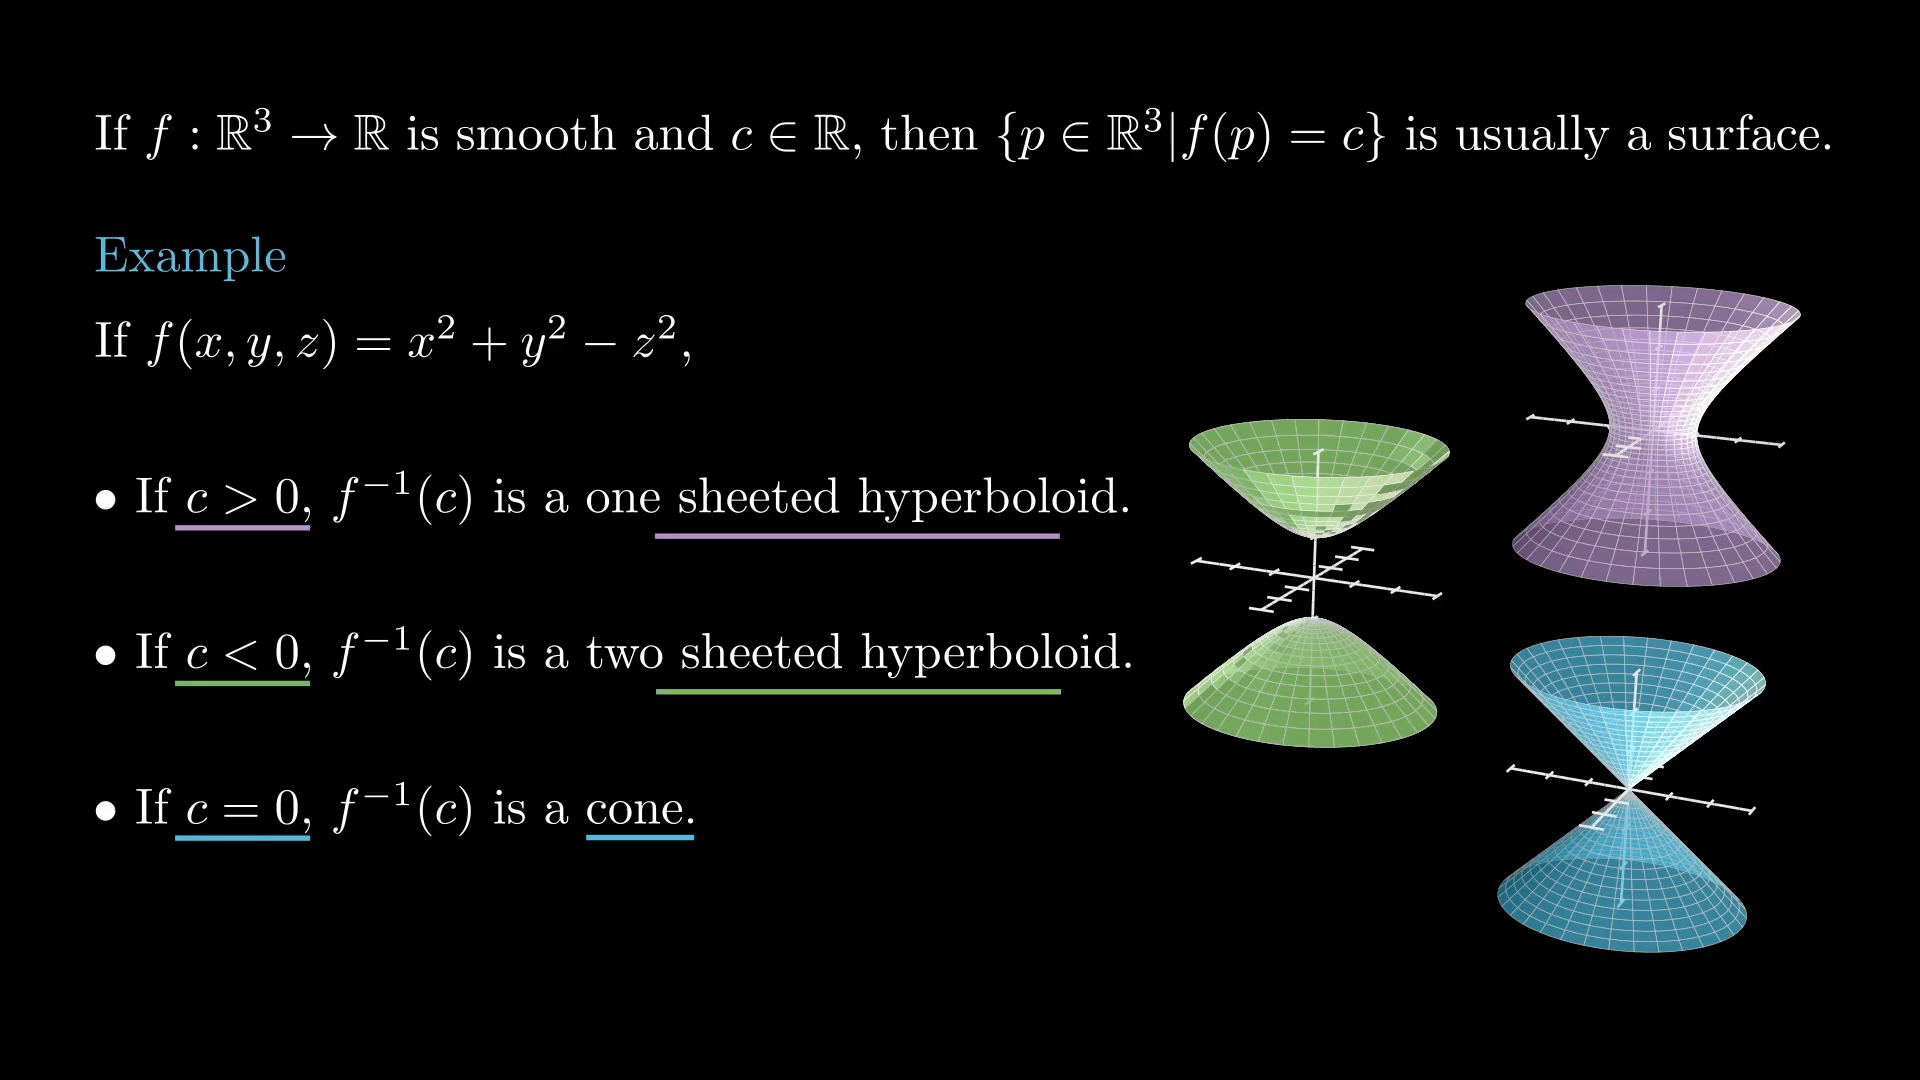 If f : ℝ³ → ℝ is smooth and c ∈ ℝ, then {p ∈ ℝ³|f(p) = c} is usually a surface.
Example
If f(x, y, z) = x² + y² − z²,
• If c > 0, f⁻¹(c) is a one sheeted hyperboloid.
• If c < 0, f⁻¹(c) is a two sheeted hyperboloid.
• If c = 0, f⁻¹(c) is a cone.